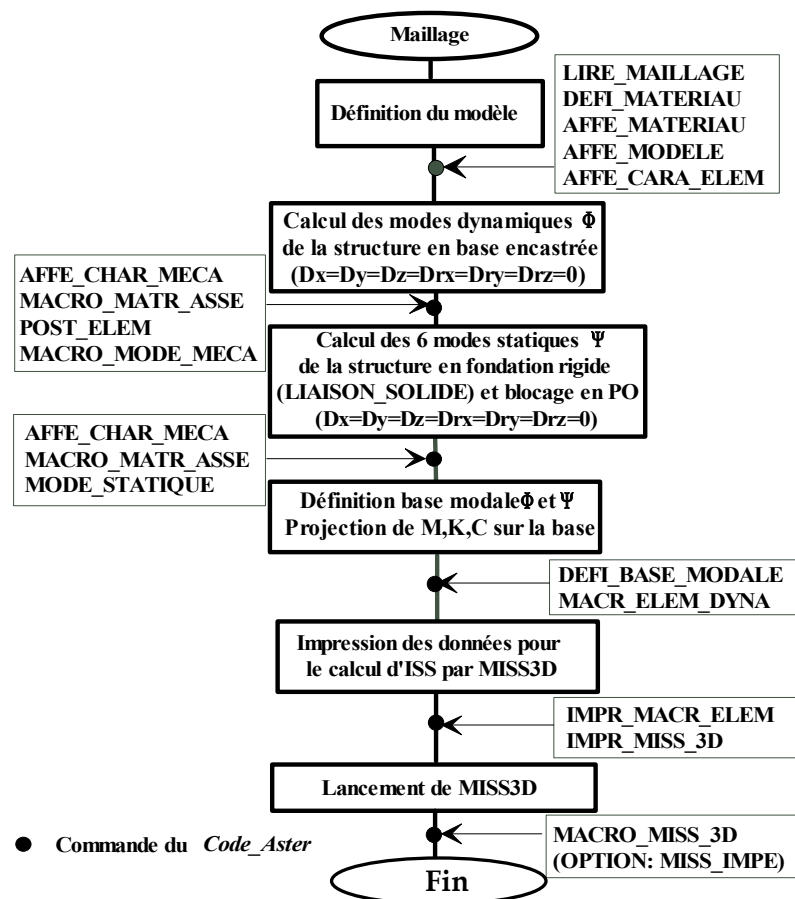 Maillage
LIRE_MAILLAGE
DEFI_MATERIAU
AFFE_MATERIAU
AFFE_MODELE
AFFE_CARA_ELEM
Définition du modèle
Calcul des modes dynamiques Φ
de la structure en base encastrée
(Dx=Dy=Dz=Drx=Dry=Drz=0)
AFFE_CHAR_MECA
MACRO_MATR_ASSE
POST_ELEM
MACRO_MODE_MECA
Calcul des 6 modes statiques Ψ
de la structure en fondation rigide
(LIAISON_SOLIDE) et blocage en PO
(Dx=Dy=Dz=Drx=Dry=Drz=0)
AFFE_CHAR_MECA
MACRO_MATR_ASSE
MODE_STATIQUE
Définition base modaleΦ et Ψ
Projection de M,K,C sur la base
DEFI_BASE_MODALE
MACR_ELEM_DYNA
Impression des données pour
le calcul d'ISS par MISS3D
IMPR_MACR_ELEM
IMPR_MISS_3D
Lancement de MISS3D
MACRO_MISS_3D
(OPTION: MISS_IMPE)
Commande du Code_Aster
Fin